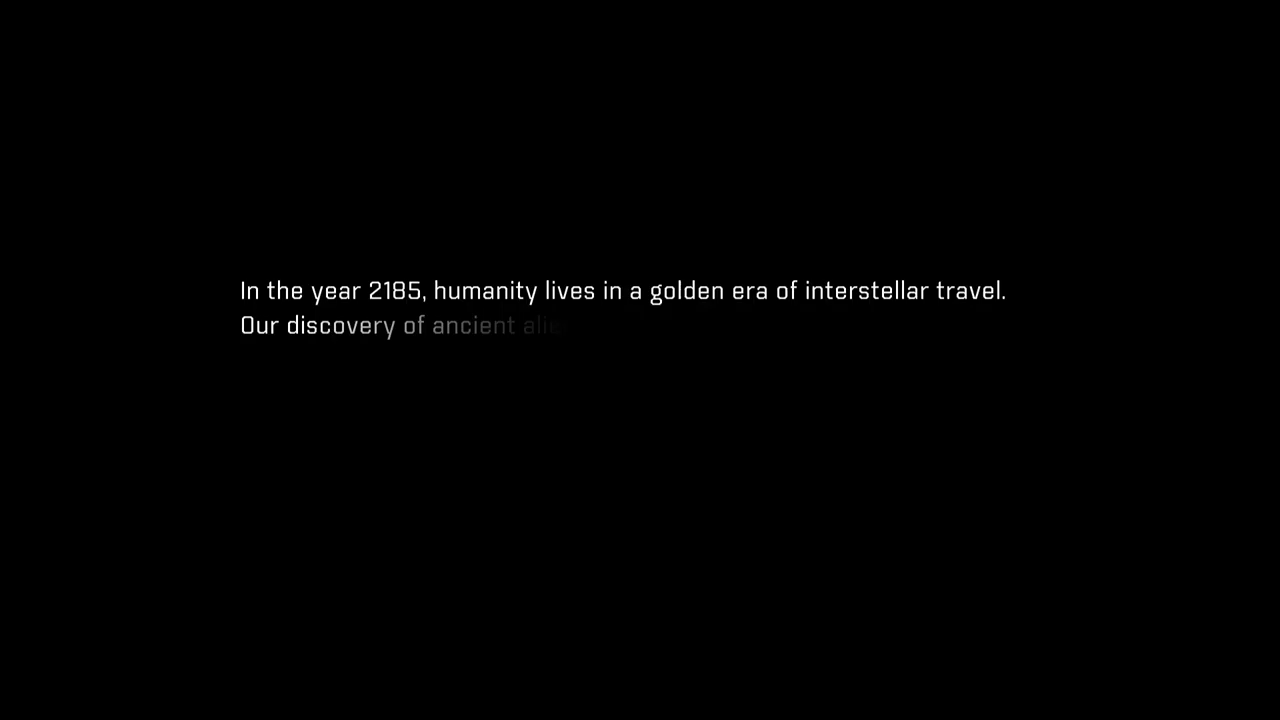 In the year 2185, humanity lives in a golden era of interstellar travel.
Our discovery of ancient